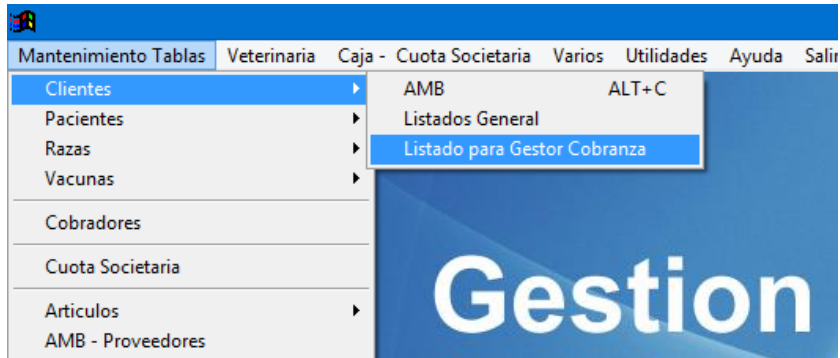 Mantenimiento Tablas Veterinaria Caja - Cuota Societaria Varios Utilidades Ayuda Salir
Clientes
AMB ALT+C
Pacientes
Listados General
Razas
Listado para Gestor Cobranza
Vacunas
Cobradores
Cuota Societaria
Articulos
AMB - Proveedores
Gestion